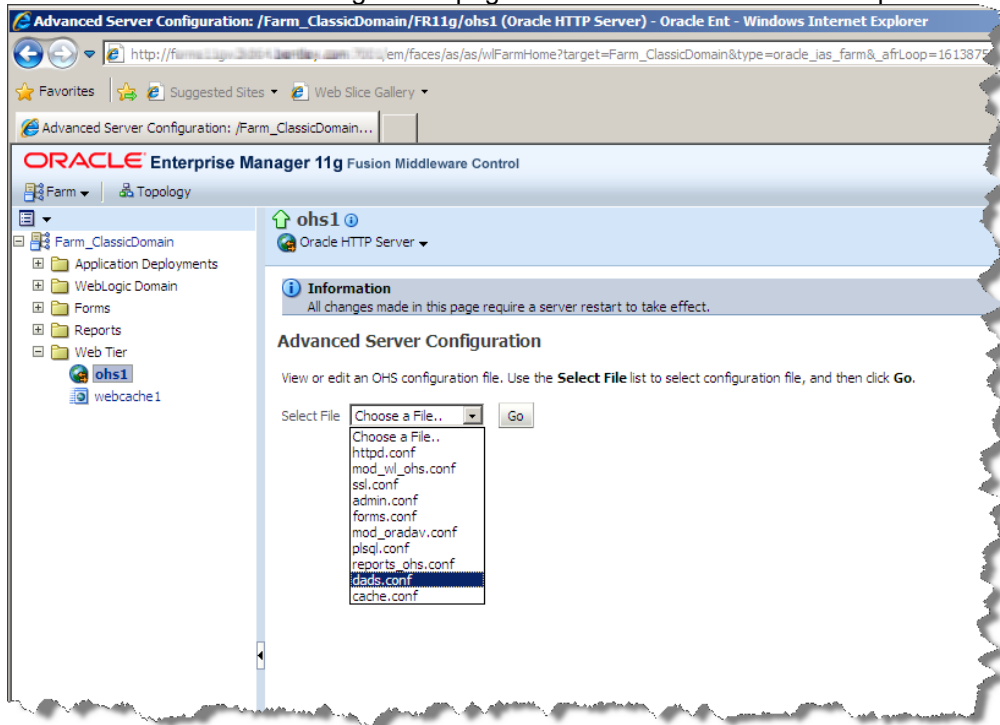 Advanced Server Configuration: /Farm_ClassicDomain/FR11g/ohs1 (Oracle HTTP Server) - Oracle Ent - Windows Internet Explorer
http:// em/faces/as/as/wlFarmHome?target=Farm_ClassicDomain&type=oracle_ias_farm&_afrLoop=1613875
Favorites Suggested Sites Web Slice Gallery
Advanced Server Configuration: /Farm_ClassicDomain...
ORACLE Enterprise Manager 11g Fusion Middleware Control
Farm Topology
ohs1
Oracle HTTP Server
Farm_ClassicDomain
Application Deployments
WebLogic Domain
Forms
Reports
Web Tier
ohs1
webcache1
Information
All changes made in this page require a server restart to take effect.
Advanced Server Configuration
View or edit an OHS configuration file. Use the Select File list to select configuration file, and then click Go.
Select File Choose a File.. Go
Choose a File..
httpd.conf
mod_wl_ohs.conf
ssl.conf
admin.conf
forms.conf
mod_oradav.conf
plsql.conf
reports_ohs.conf
dads.conf
cache.conf